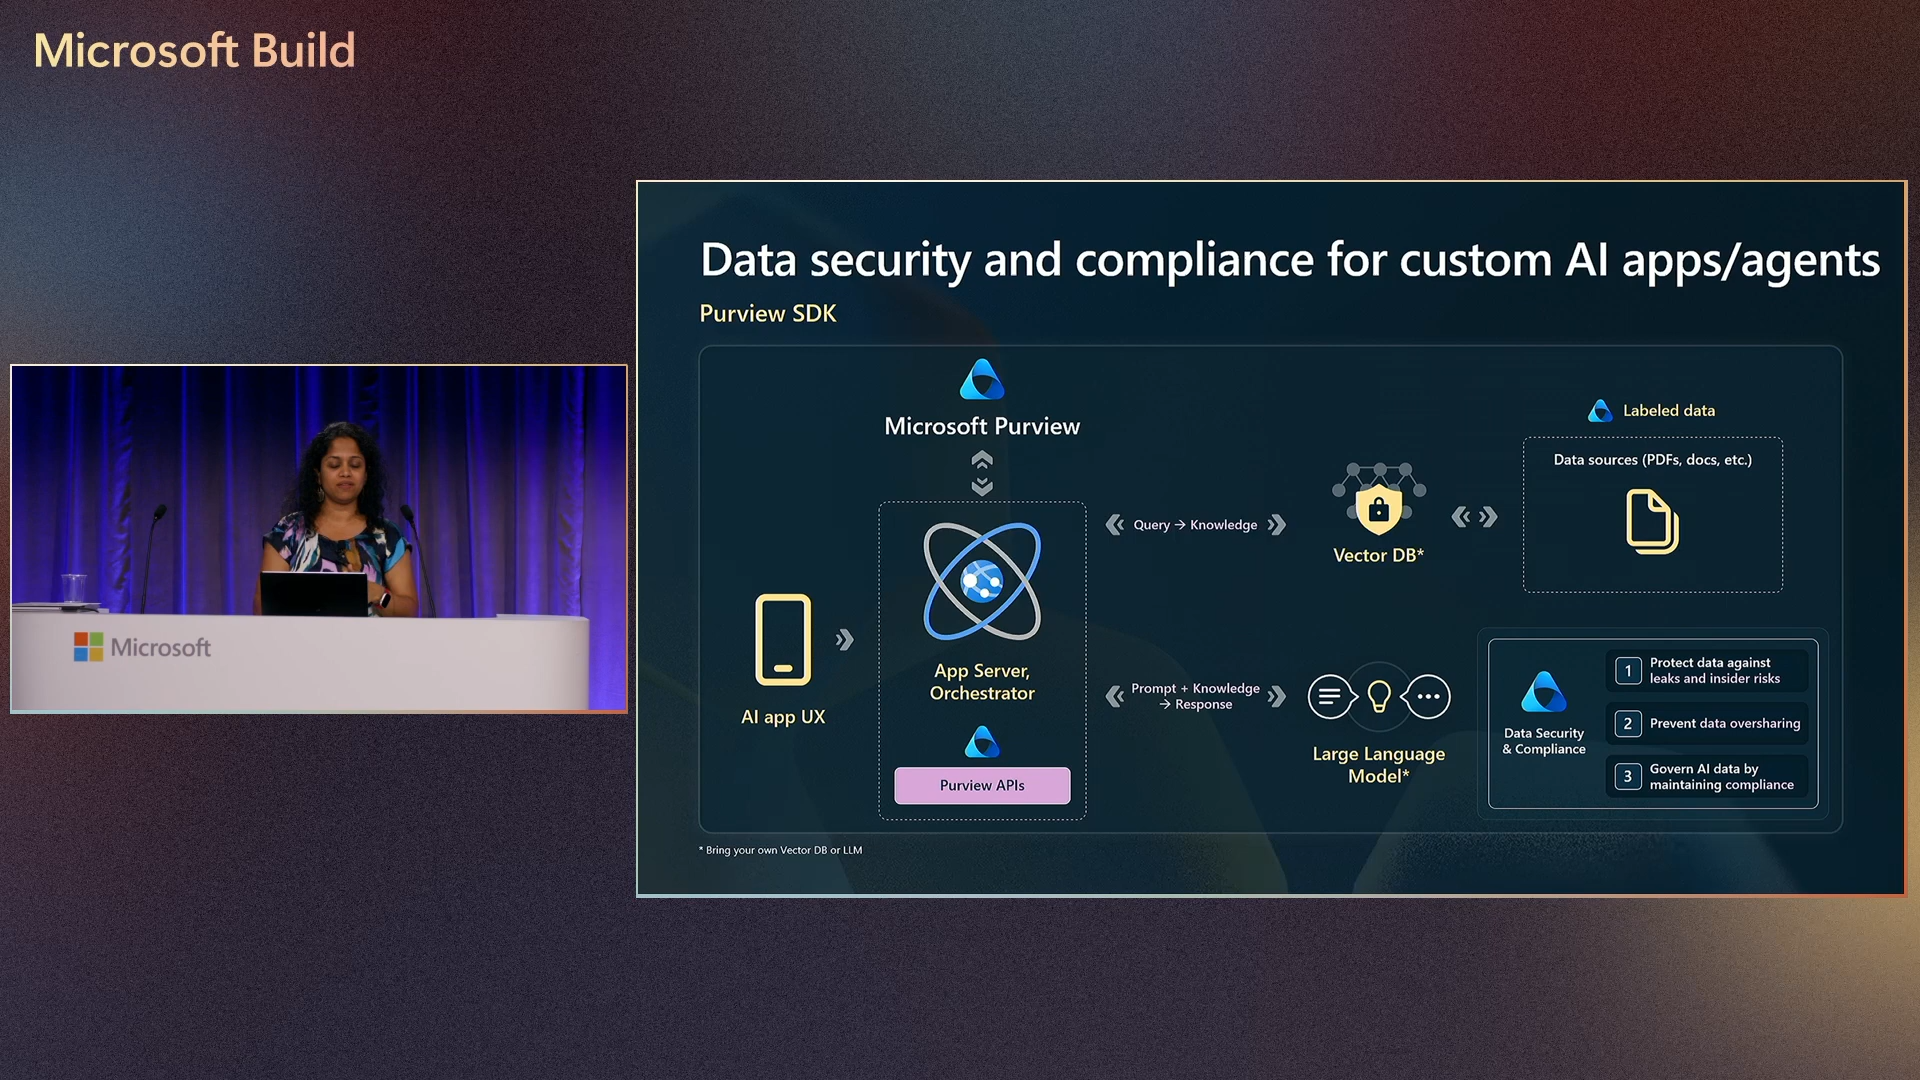 Microsoft Build
Microsoft
Data security and compliance for custom AI apps/agents
Purview SDK
Microsoft Purview
AI app UX
App Server,
Orchestrator
Purview APIs
Query → Knowledge
Prompt + Knowledge
→ Response
Vector DB*
Large Language
Model*
Labeled data
Data sources (PDFs, docs, etc.)
Data Security
& Compliance
1
Protect data against
leaks and insider risks
2
Prevent data oversharing
3
Govern AI data by
maintaining compliance
* Bring your own Vector DB or LLM